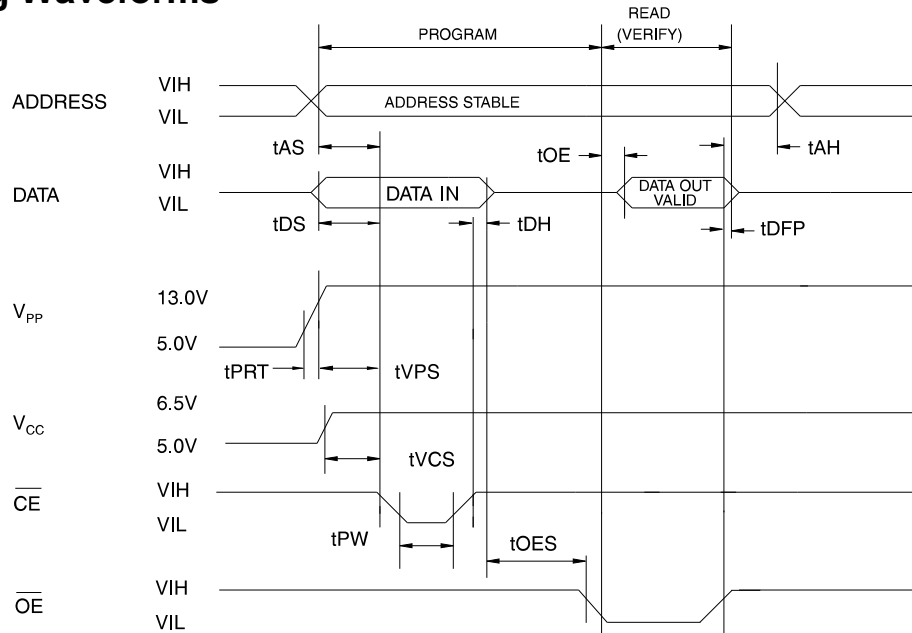 g Waveforms
READ
PROGRAM (VERIFY)
ADDRESS VIH
VIL
ADDRESS STABLE
tAS tOE tAH
DATA VIH
VIL
DATA IN
DATA OUT
VALID
tDS tDH tDFP
VPP 13.0V
5.0V
tPRT tVPS
VCC 6.5V
5.0V
tVCS
CE VIH
VIL
tPW tOES
OE VIH
VIL